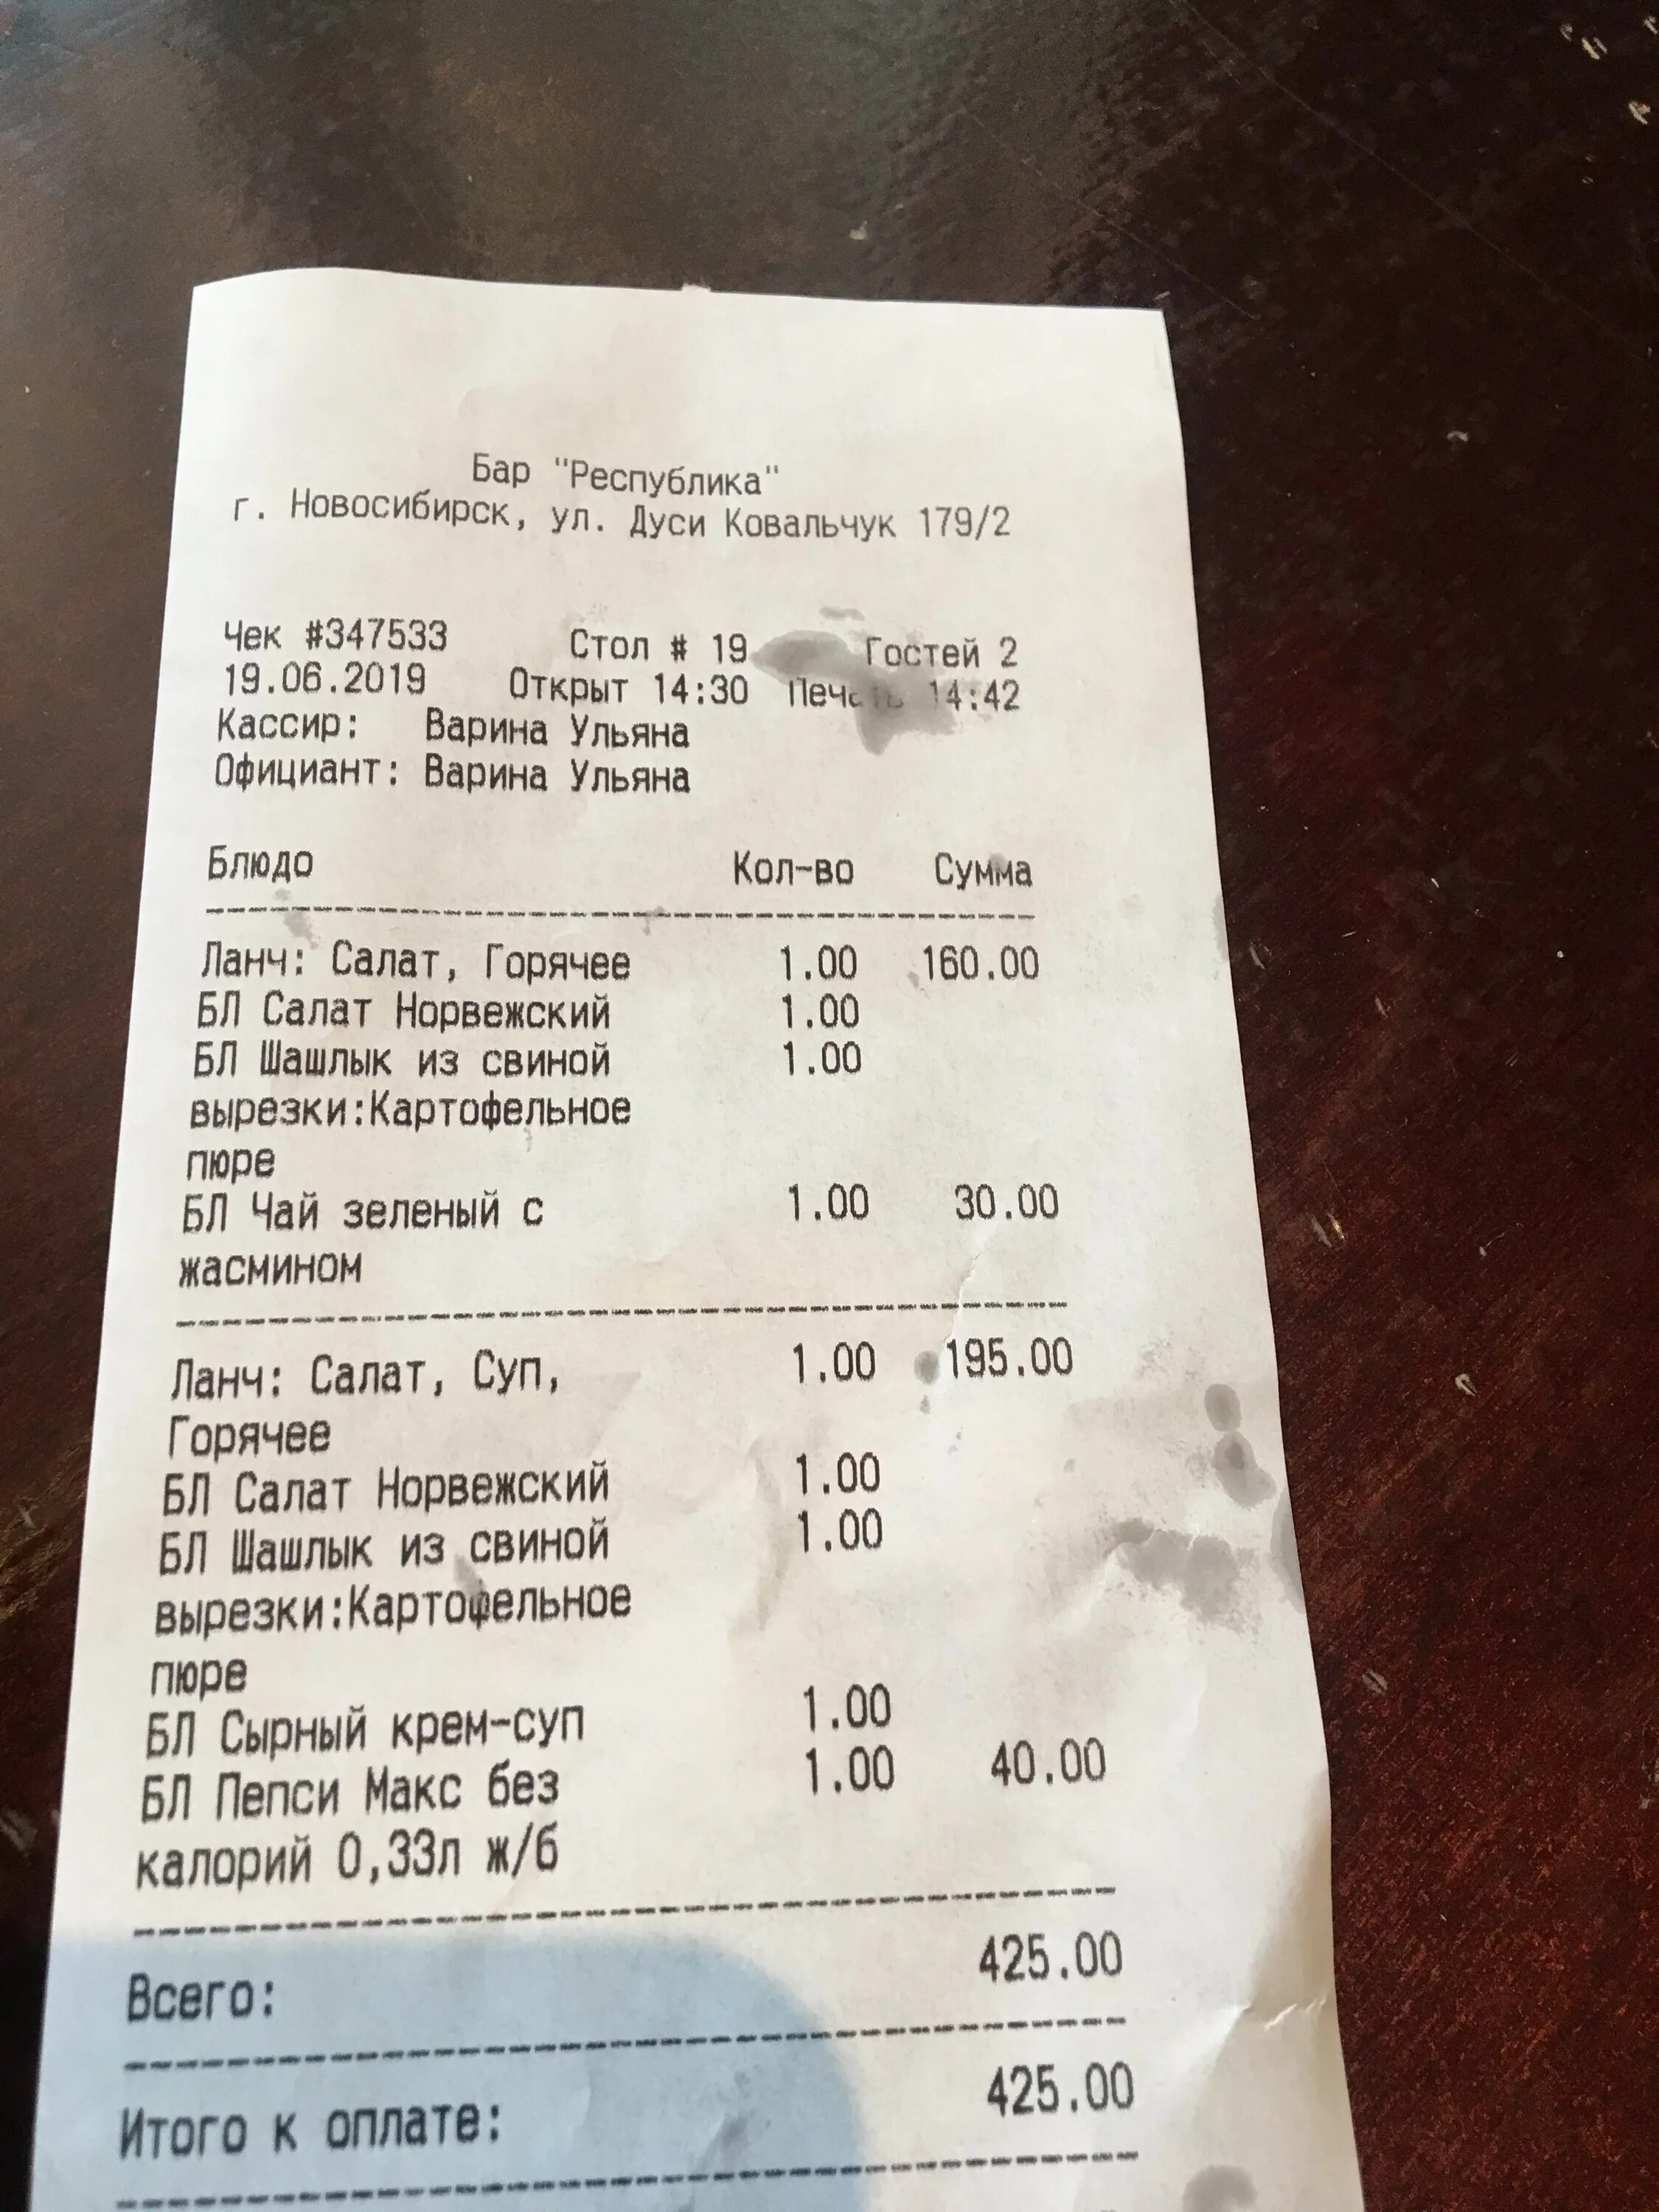 Бар "Республика"
г. Новосибирск, ул. Дуси Ковальчук 179/2
Чек #347533 Стол # 19 Гостей 2
19.06.2019 Открыт 14:30 Печать 14:42
Кассир: Варина Ульяна
Официант: Варина Ульяна
Блюдо Кол-во Сумма
Ланч: Салат, Горячее 1.00 160.00
БЛ Салат Норвежский 1.00
БЛ Шашлык из свиной 1.00
вырезки:Картофельное
пюре
БЛ Чай зеленый с 1.00 30.00
жасмином
Ланч: Салат, Суп, 1.00 195.00
Горячее
БЛ Салат Норвежский 1.00
БЛ Шашлык из свиной 1.00
вырезки:Картофельное
пюре
БЛ Сырный крем-суп 1.00
БЛ Пепси Макс без 1.00 40.00
калорий 0,33л ж/б
Всего: 425.00
Итого к оплате: 425.00